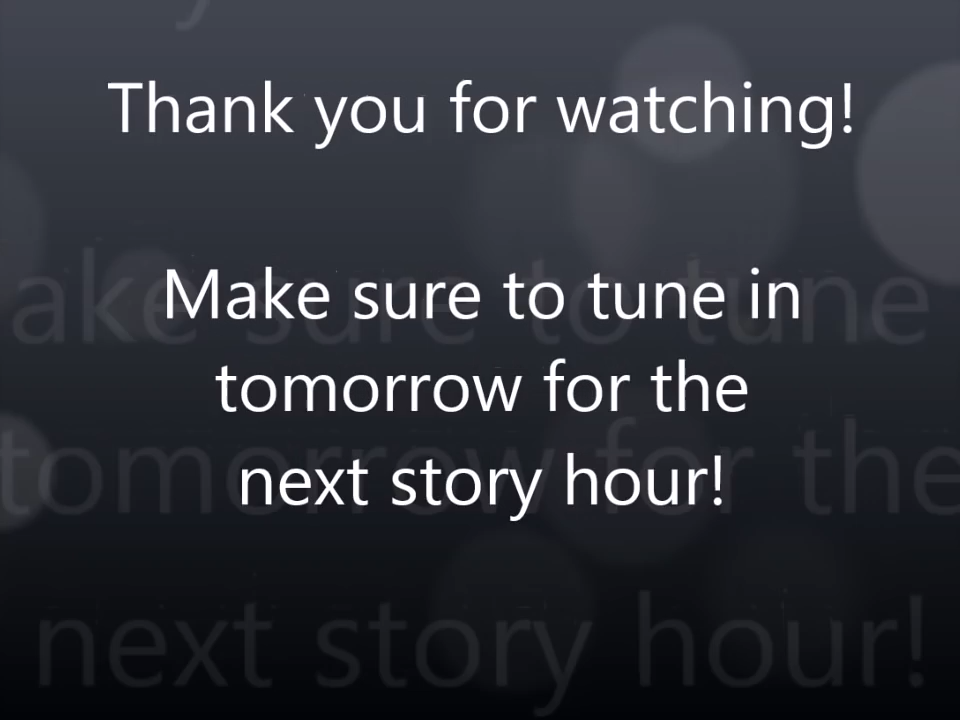 Thank you for watching!
Make sure to tune in
tomorrow for the
next story hour!